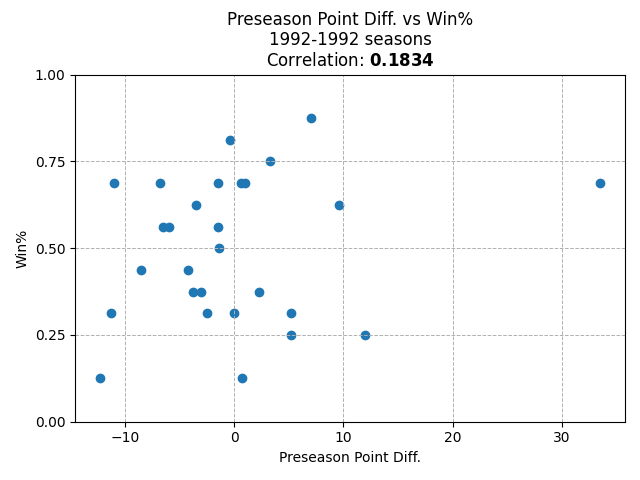 Preseason Point Diff. vs Win%
1992-1992 seasons
Correlation: 0.1834
1.00
0.75
0.50
0.25
0.00
Win%
−10
0
10
20
30
Preseason Point Diff.